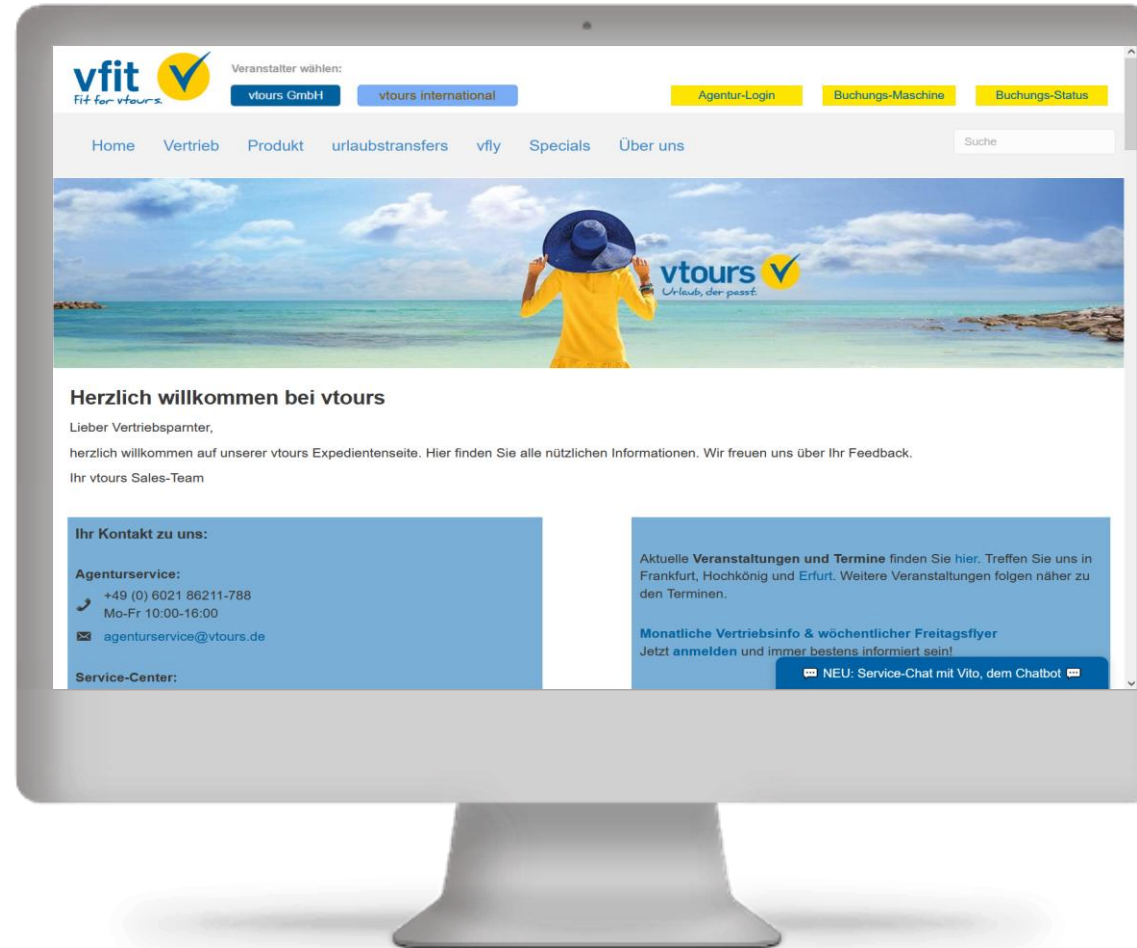 vfit
Fit for vtours.
Veranstalter wählen:
vtours GmbH
vtours international
Agentur-Login
Buchungs-Maschine
Buchungs-Status
Home Vertrieb Produkt urlaubstransfers vfly Specials Über uns
Suche
vtours
Urlaub, der passt.
Herzlich willkommen bei vtours
Lieber Vertriebsparnter,
herzlich willkommen auf unserer vtours Expedientenseite. Hier finden Sie alle nützlichen Informationen. Wir freuen uns über Ihr Feedback.
Ihr vtours Sales-Team
Ihr Kontakt zu uns:
Agenturservice:
+49 (0) 6021 86211-788
Mo-Fr 10:00-16:00
agenturservice@vtours.de
Service-Center:
Aktuelle Veranstaltungen und Termine finden Sie hier. Treffen Sie uns in
Frankfurt, Hochkönig und Erfurt. Weitere Veranstaltungen folgen näher zu
den Terminen.
Monatliche Vertriebsinfo & wöchentlicher Freitagsflyer
Jetzt anmelden und immer bestens informiert sein!
NEU: Service-Chat mit Vito, dem Chatbot